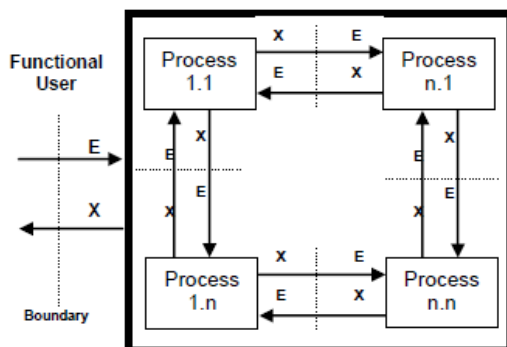 X E
Functional
User
Process
1.1
Process
n.1
E X
E
X
X
E
E
X
E
X
E
X
X E
Process
1.n
Process
n.n
E X
Boundary